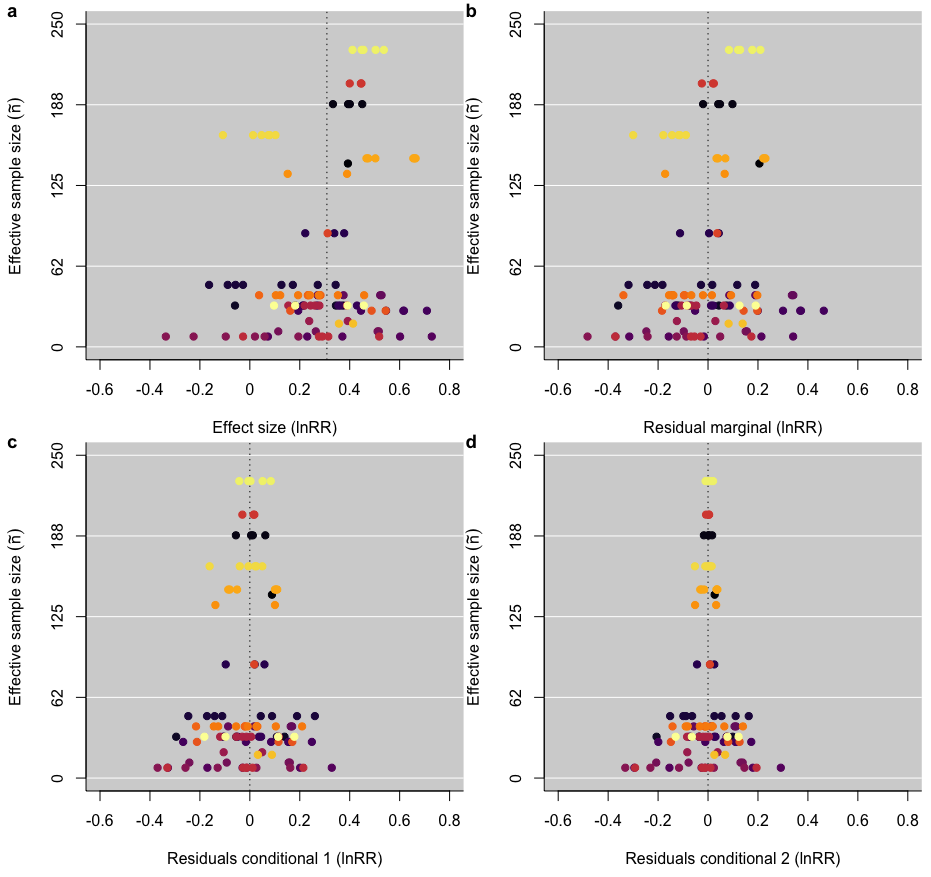 a
Effective sample size (ñ)
250
188
125
62
0
-0.6 -0.4 -0.2 0 0.2 0.4 0.6 0.8
Effect size (lnRR)
b
Effective sample size (ñ)
250
188
125
62
0
-0.6 -0.4 -0.2 0 0.2 0.4 0.6 0.8
Residual marginal (lnRR)
c
Effective sample size (ñ)
250
188
125
62
0
-0.6 -0.4 -0.2 0 0.2 0.4 0.6 0.8
Residuals conditional 1 (lnRR)
d
Effective sample size (ñ)
250
188
125
62
0
-0.6 -0.4 -0.2 0 0.2 0.4 0.6 0.8
Residuals conditional 2 (lnRR)